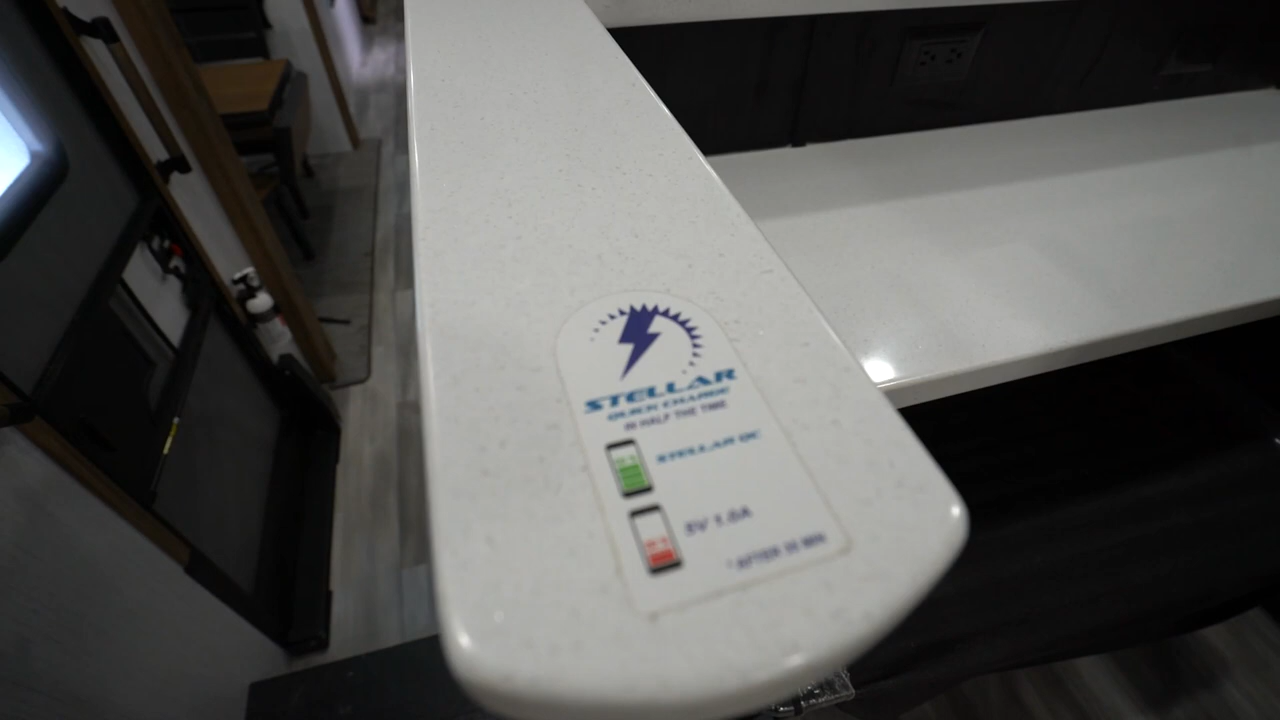 STELLAR
QUICK CHARGE
IN HALF THE TIME
STELLAR QC
5V 1.0A
*AFTER 30 MIN